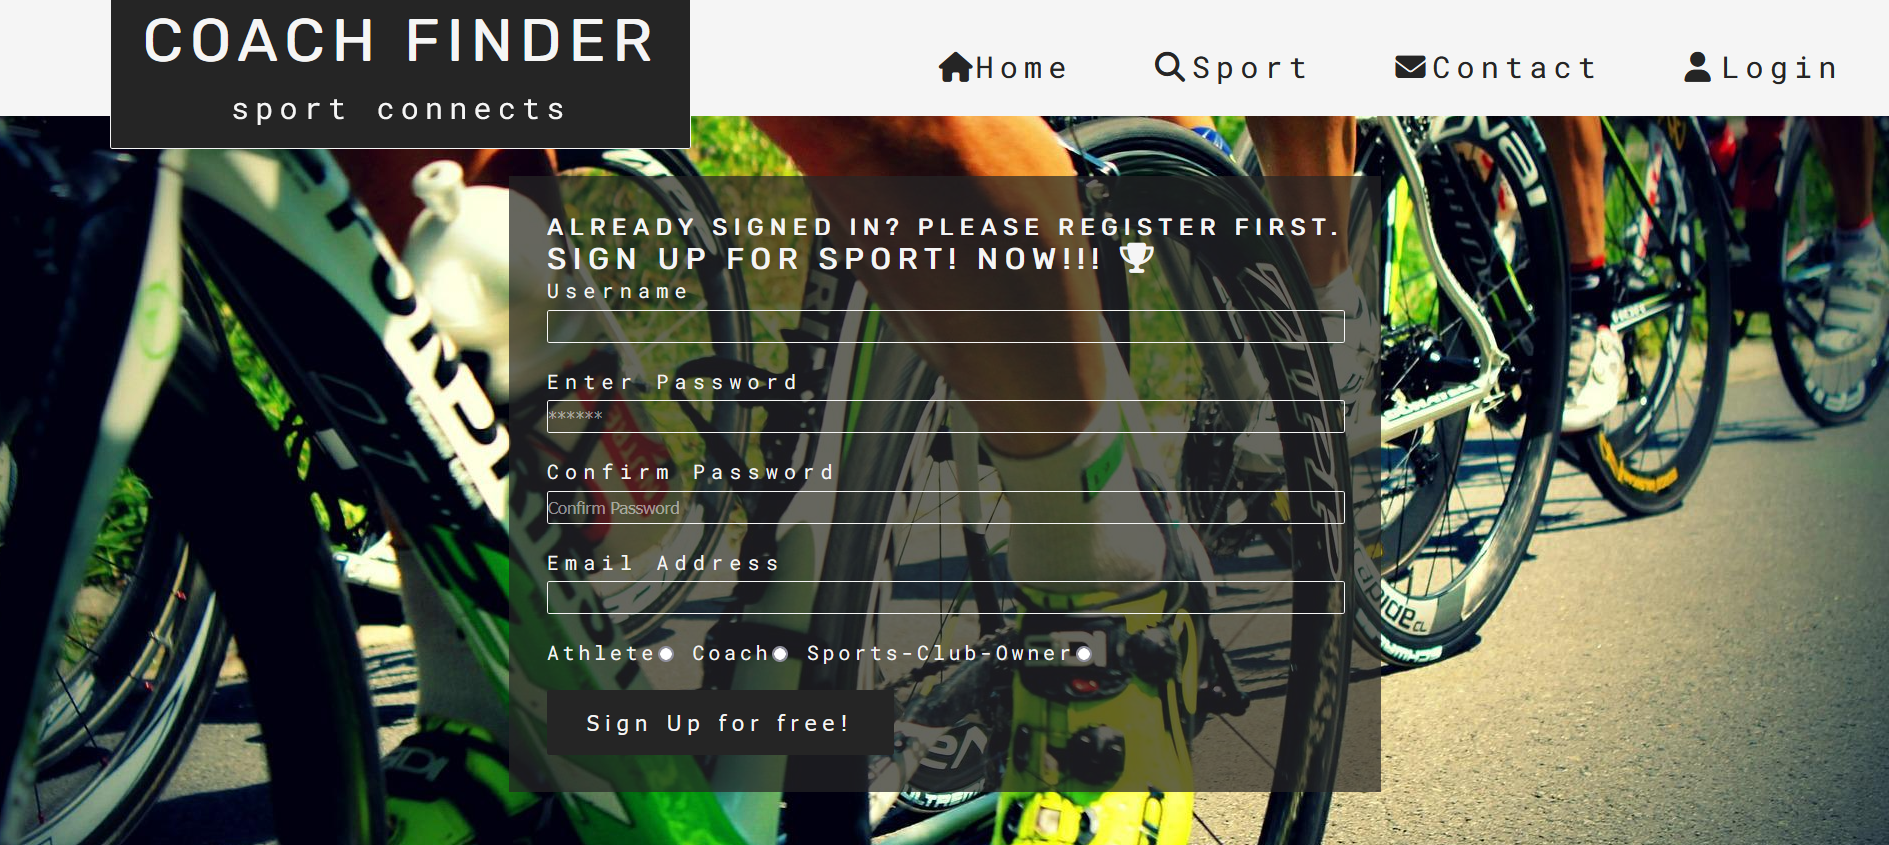 COACH FINDER
sport connects
Home Sport Contact Login
ALREADY SIGNED IN? PLEASE REGISTER FIRST.
SIGN UP FOR SPORT! NOW!!!
Username
Enter Password
******
Confirm Password
Confirm Password
Email Address
Athlete Coach Sports-Club-Owner
Sign Up for free!